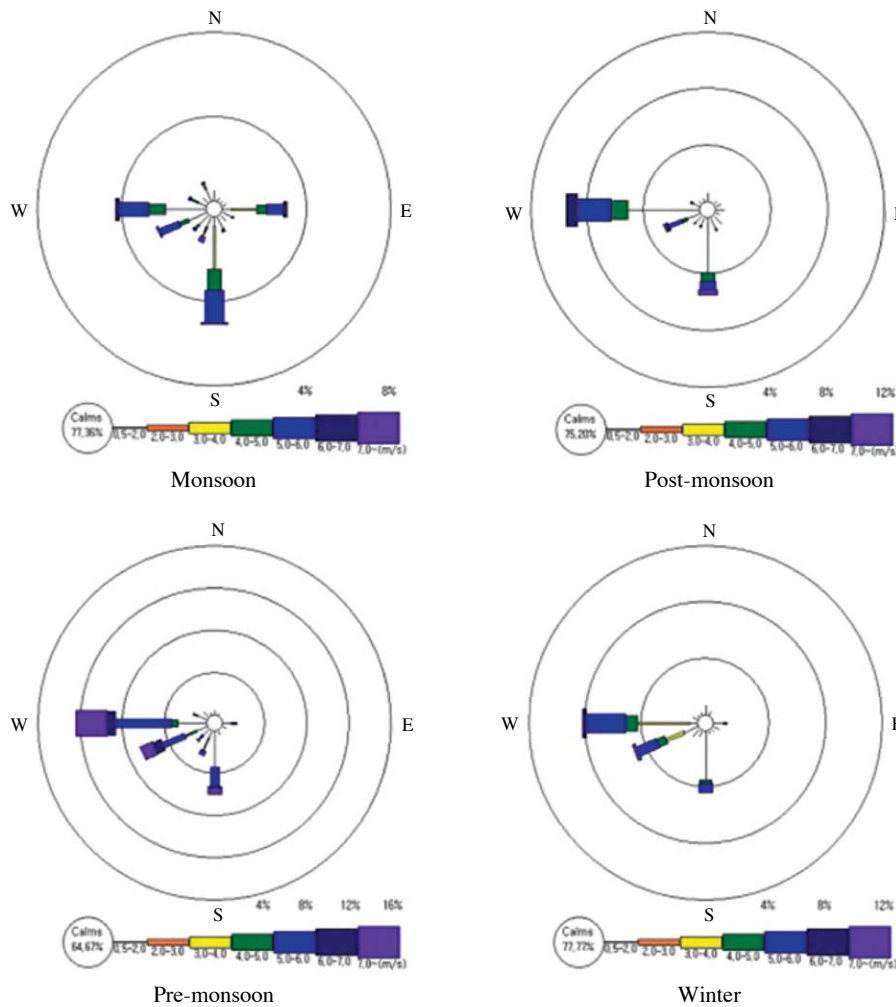 N
W
E
S
4%
8%
Calms
77,36%
0,5-2,0
2,0-3,0
3,0-4,0
4,0-5,0
5,0-6,0
6,0-7,0
7,0~(m/s)
Monsoon
N
W
S
4%
8%
12%
Calms
75,20%
0,5-2,0
2,0-3,0
3,0-4,0
4,0-5,0
5,0-6,0
6,0-7,0
7,0~(m/s)
Post-monsoon
N
W
E
S
4%
8%
12%
16%
Calms
64,67%
0,5-2,0
2,0-3,0
3,0-4,0
4,0-5,0
5,0-6,0
6,0-7,0
7,0~(m/s)
Pre-monsoon
N
W
S
4%
8%
12%
Calms
77,77%
0,5-2,0
2,0-3,0
3,0-4,0
4,0-5,0
5,0-6,0
6,0-7,0
7,0~(m/s)
Winter